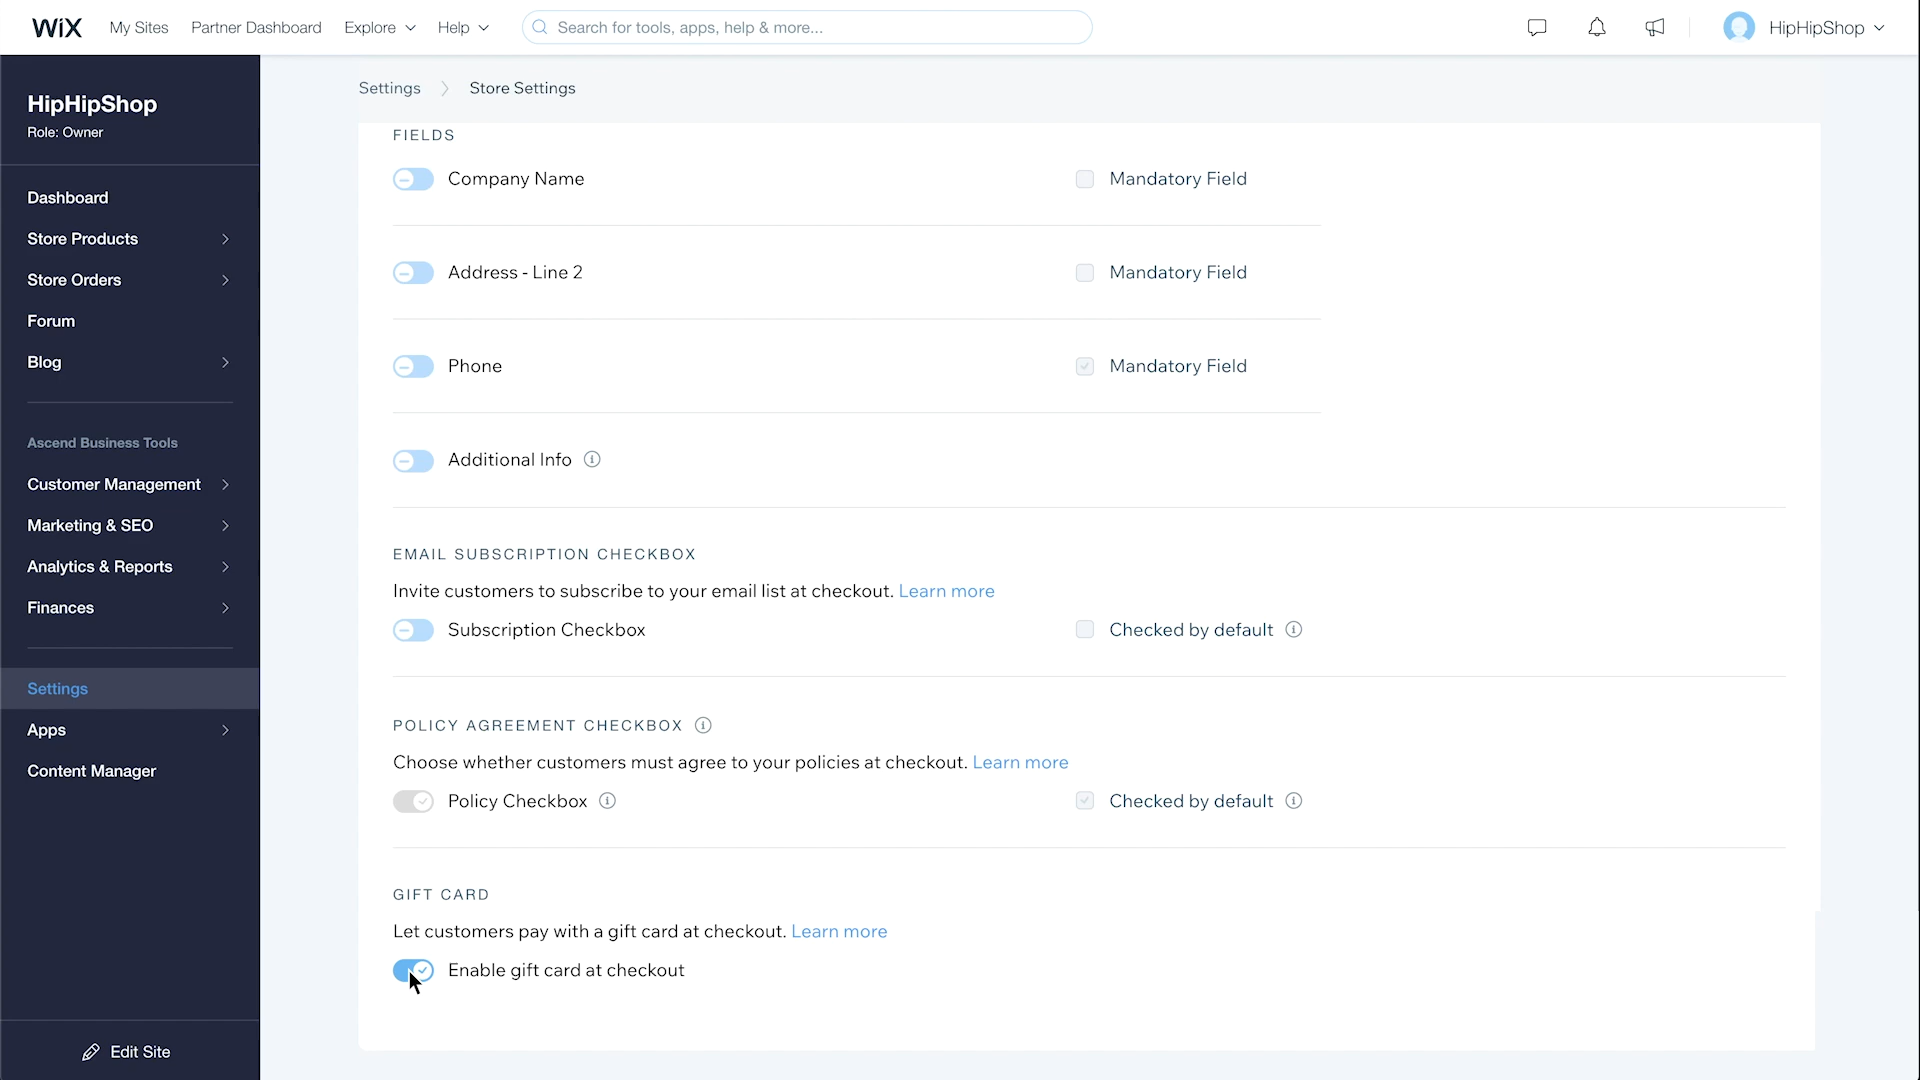 WiX
My Sites
Partner Dashboard
Explore
Help
Search for tools, apps, help & more...
HipHipShop
HipHipShop
Role: Owner
Dashboard
Store Products
Store Orders
Forum
Blog
Ascend Business Tools
Customer Management
Marketing & SEO
Analytics & Reports
Finances
Settings
Apps
Content Manager
Edit Site
Settings
Store Settings
FIELDS
Company Name
Mandatory Field
Address - Line 2
Mandatory Field
Phone
Mandatory Field
Additional Info
EMAIL SUBSCRIPTION CHECKBOX
Invite customers to subscribe to your email list at checkout. Learn more
Subscription Checkbox
Checked by default
POLICY AGREEMENT CHECKBOX
Choose whether customers must agree to your policies at checkout. Learn more
Policy Checkbox
Checked by default
GIFT CARD
Let customers pay with a gift card at checkout. Learn more
Enable gift card at checkout